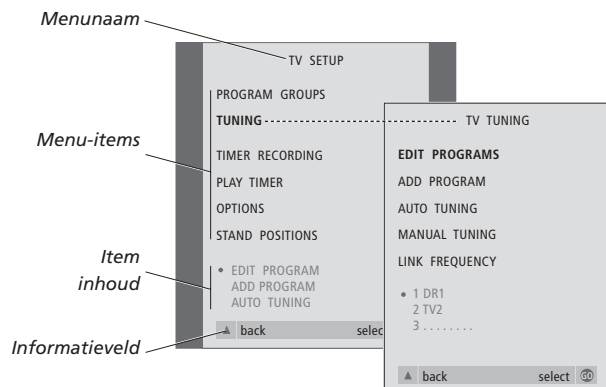 Menunaam
TV SETUP
PROGRAM GROUPS
TUNING
TIMER RECORDING
PLAY TIMER
OPTIONS
STAND POSITIONS
• EDIT PROGRAM
ADD PROGRAM
AUTO TUNING
back selec
Menu-items
Item
inhoud
Informatieveld
TV TUNING
EDIT PROGRAMS
ADD PROGRAM
AUTO TUNING
MANUAL TUNING
LINK FREQUENCY
• 1 DR1
2 TV2
3 . . . . . . . .
back select GO